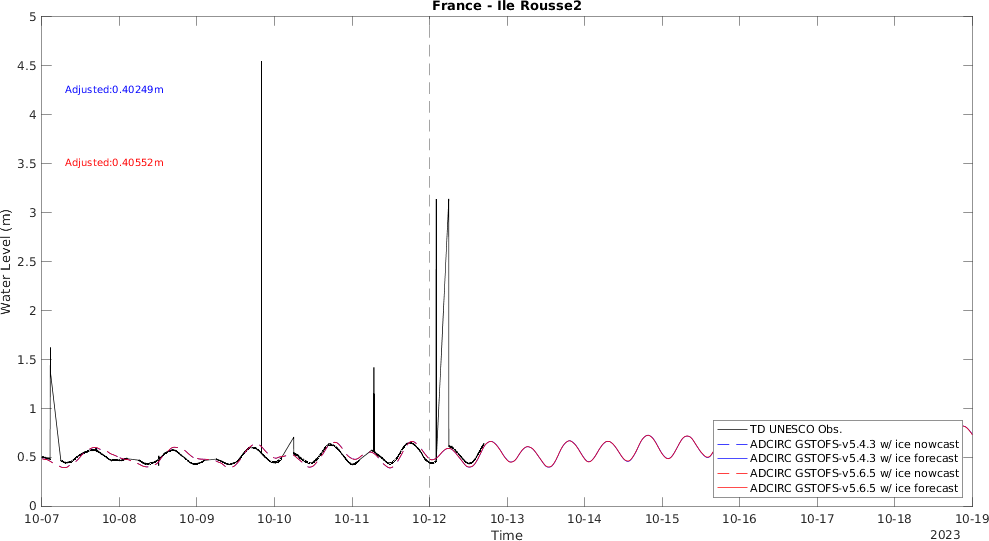 France - Ile Rousse2
Water Level (m)
5
4.5
4
3.5
3
2.5
2
1.5
1
0.5
0
Adjusted:0.40249m
Adjusted:0.40552m
TD UNESCO Obs.
ADCIRC GSTOFS-v5.4.3 w/ ice nowcast
ADCIRC GSTOFS-v5.4.3 w/ ice forecast
ADCIRC GSTOFS-v5.6.5 w/ ice nowcast
ADCIRC GSTOFS-v5.6.5 w/ ice forecast
10-07 10-08 10-09 10-10 10-11 10-12 10-13 10-14 10-15 10-16 10-17 10-18 10-19
Time
2023